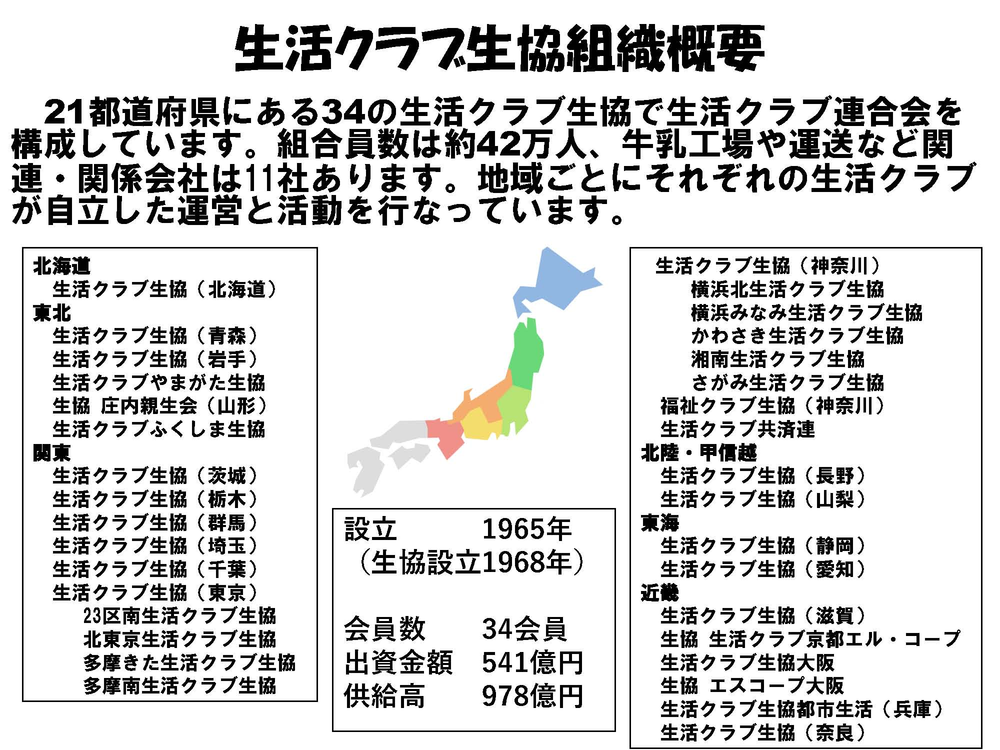 生活クラブ生協組織概要
21都道府県にある34の生活クラブ生協で生活クラブ連合会を
構成しています。組合員数は約42万人、牛乳工場や運送など関
連・関係会社は11社あります。地域ごとにそれぞれの生活クラブ
が自立した運営と活動を行なっています。
北海道
生活クラブ生協（北海道）
東北
生活クラブ生協（青森）
生活クラブ生協（岩手）
生活クラブやまがた生協
生協 庄内親生会（山形）
生活クラブふくしま生協
関東
生活クラブ生協（茨城）
生活クラブ生協（栃木）
生活クラブ生協（群馬）
生活クラブ生協（埼玉）
生活クラブ生協（千葉）
生活クラブ生協（東京）
23区南生活クラブ生協
北東京生活クラブ生協
多摩きた生活クラブ生協
多摩南生活クラブ生協
設立 1965年
（生協設立1968年）
会員数 34会員
出資金額 541億円
供給高 978億円
生活クラブ生協（神奈川）
横浜北生活クラブ生協
横浜みなみ生活クラブ生協
かわさき生活クラブ生協
湘南生活クラブ生協
さがみ生活クラブ生協
福祉クラブ生協（神奈川）
生活クラブ共済連
北陸・甲信越
生活クラブ生協（長野）
生活クラブ生協（山梨）
東海
生活クラブ生協（静岡）
生活クラブ生協（愛知）
近畿
生活クラブ生協（滋賀）
生協 生活クラブ京都エル・コープ
生活クラブ生協大阪
生協 エスコープ大阪
生活クラブ生協都市生活（兵庫）
生活クラブ生協（奈良）